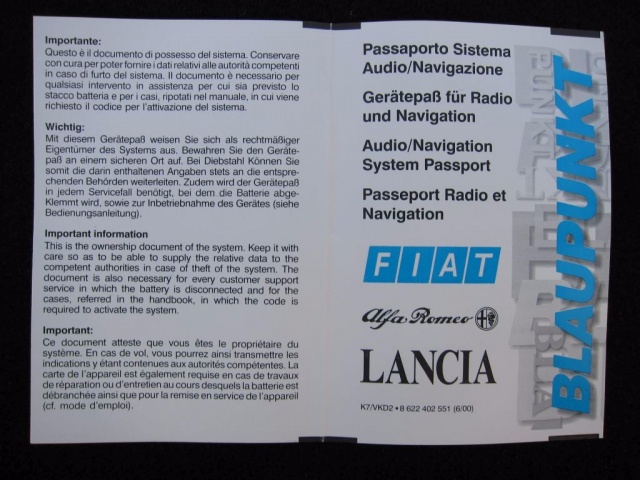 Importante:
Questo è il documento di possesso del sistema. Conservare
con cura per poter fornire i dati relativi alle autorità competenti
in caso di furto del sistema. Il documento è necessario per
qualsiasi intervento in assistenza per cui sia previsto lo
stacco batteria e per i casi, ripotati nel manuale, in cui viene
richiesto il codice per l'attivazione del sistema.
Wichtig:
Mit diesem Gerätepaß weisen Sie sich als rechtmäßiger
Eigentümer des Systems aus. Bewahren Sie den Geräte-
paß an einem sicheren Ort auf. Bei Diebstahl Können Sie
somit die darin enthaltenen Angaben stets an die entspre-
chenden Behörden weiterleiten. Zudem wird der Gerätepaß
in jedem Servicefall benötigt, bei dem die Batterie abge-
Klemmt wird, sowie zur Inbetriebnahme des Gerätes (siehe
Bedienungsanleitung).
Important information
This is the ownership document of the system. Keep it with
care so as to be able to supply the relative data to the
competent authorities in case of theft of the system. The
document is also necessary for every customer support
service in which the battery is disconnected and for the
cases, referred in the handbook, in which the code is
required to activate the system.
Important:
Ce document atteste que vous êtes le propriétaire du
système. En cas de vol, vous pourrez ainsi transmettre les
indications y étant contenues aux autorités compétentes. La
carte de l'appareil est également requise en cas de travaux
de réparation ou d'entretien au cours desquels la batterie est
débranchée ainsi que pour la remise en service de l'appareil
(cf. mode d'emploi).
Passaporto Sistema
Audio/Navigazione
Gerätepaß für Radio
und Navigation
Audio/Navigation
System Passport
Passeport Radio et
Navigation
FIAT
Alfa Romeo
LANCIA
K7/VKD2 • 8 622 402 551 (6/00)
BLAUPUNKT